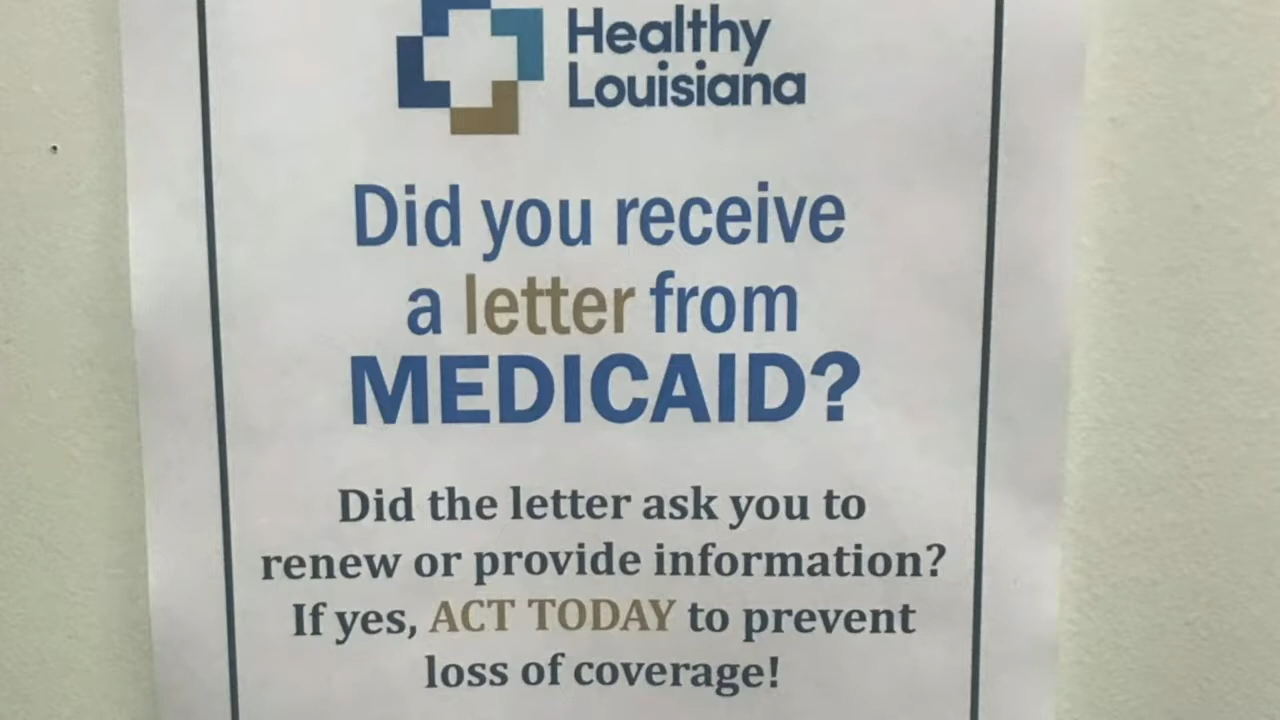 Healthy
Louisiana
Did you receive
a letter from
MEDICAID?
Did the letter ask you to
renew or provide information?
If yes, ACT TODAY to prevent
loss of coverage!